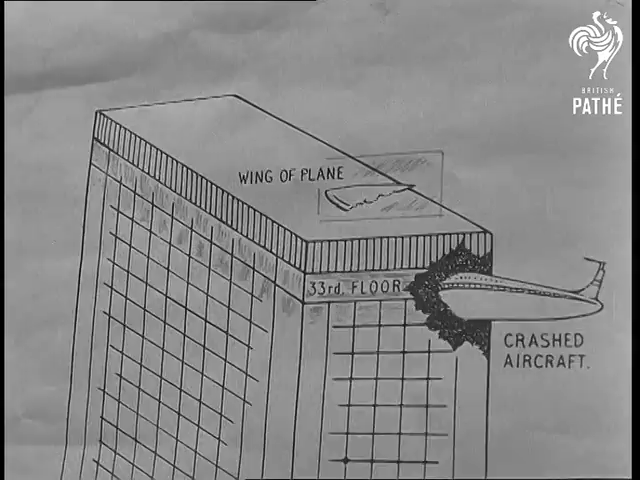 BRITISH
PATHÉ
WING OF PLANE
33rd. FLOOR
CRASHED
AIRCRAFT.